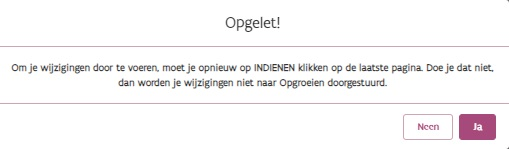 Opgelet!
Om je wijzigingen door te voeren, moet je opnieuw op INDIENEN klikken op de laatste pagina. Doe je dat niet,
dan worden je wijzigingen niet naar Opgroeien doorgestuurd.
Neen
Ja